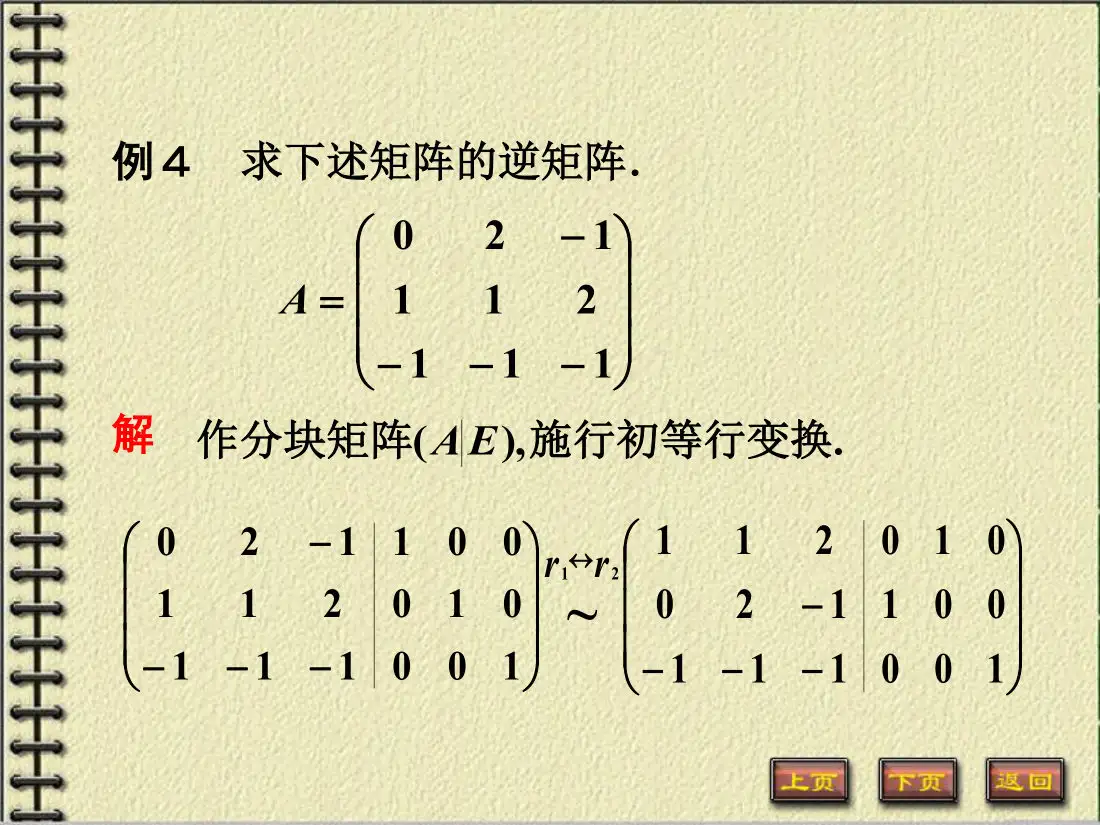 例4 求下述矩阵的逆矩阵.
0 2 −1
A = 1 1 2
−1 −1 −1
解 作分块矩阵(A|E),施行初等行变换.
0 2 −1 | 1 0 0 r₁↔r₂ 1 1 2 | 0 1 0
1 1 2 | 0 1 0 ~ 0 2 −1 | 1 0 0
−1 −1 −1 | 0 0 1 −1 −1 −1 | 0 0 1
上页 下页 返回